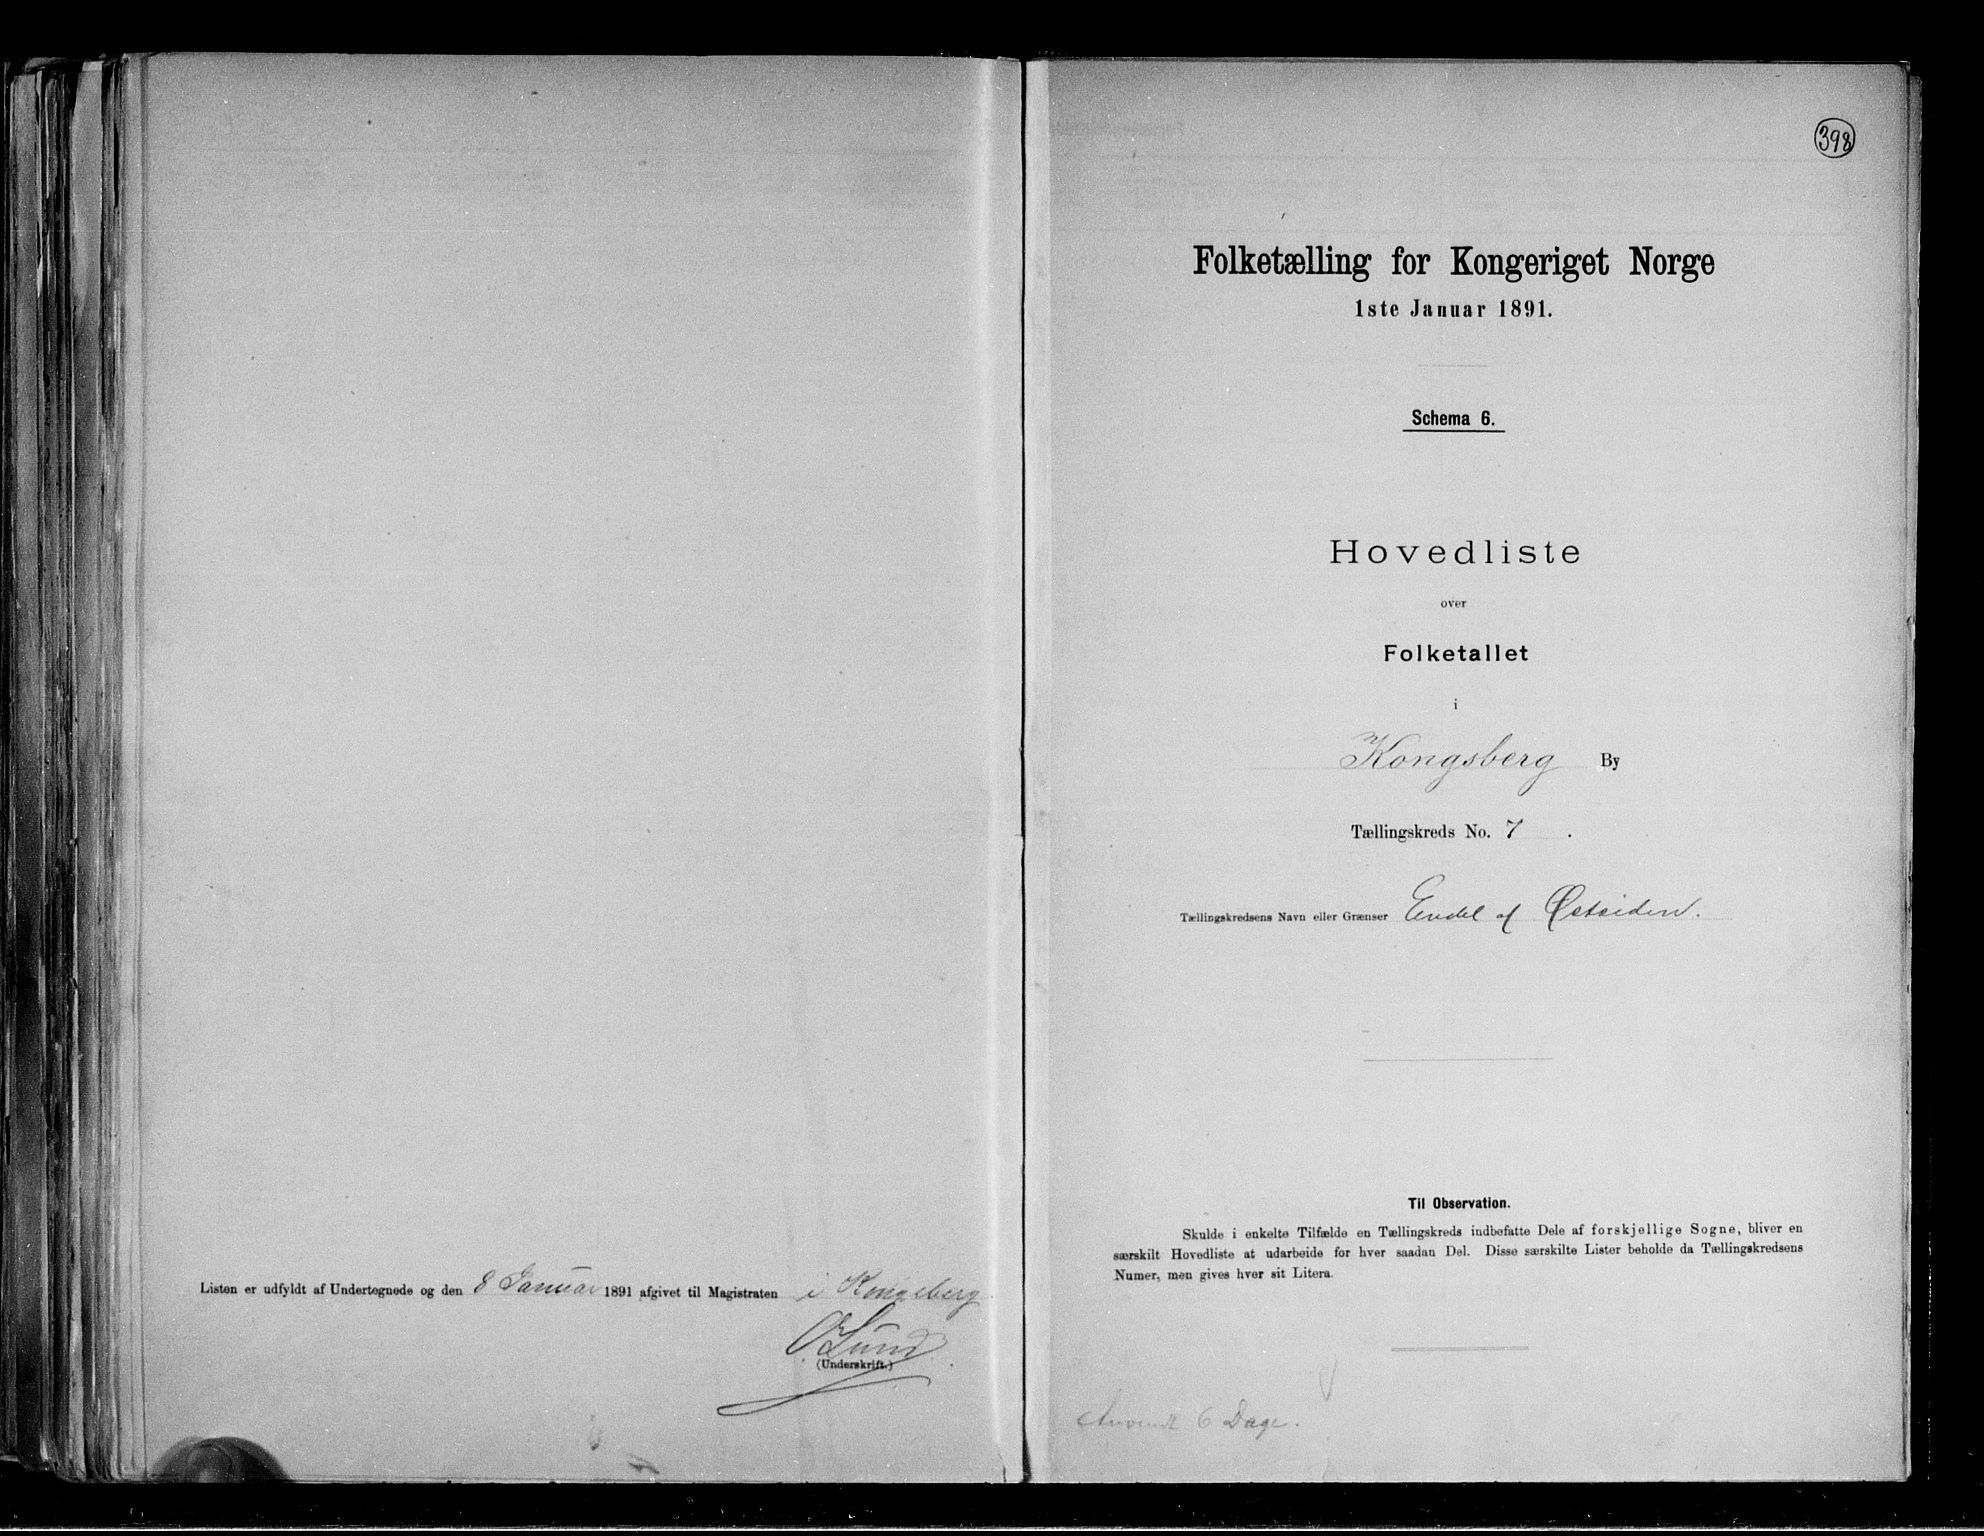 Listen er udfyldt af Undertegnede og den 8 Januar 1891 afgivet til Magistraten i Kongsberg
O Lund
(Underskrift.)
398
Folketælling for Kongeriget Norge
1ste Januar 1891.
Schema 6.
Hovedliste
over
Folketallet
i
Kongsberg By
Tællingskreds No. 7.
Tællingskredsens Navn eller Grænser Endel af Østsiden.
Til Observation.
Skulde i enkelte Tilfælde en Tællingskreds indbefatte Dele af forskjellige Sogne, bliver en
særskilt Hovedliste at udarbeide for hver saadan Del. Disse særskilte Lister beholde da Tællingskredsens
Numer, men gives hver sit Litera.
Anvendt 6 Dage.